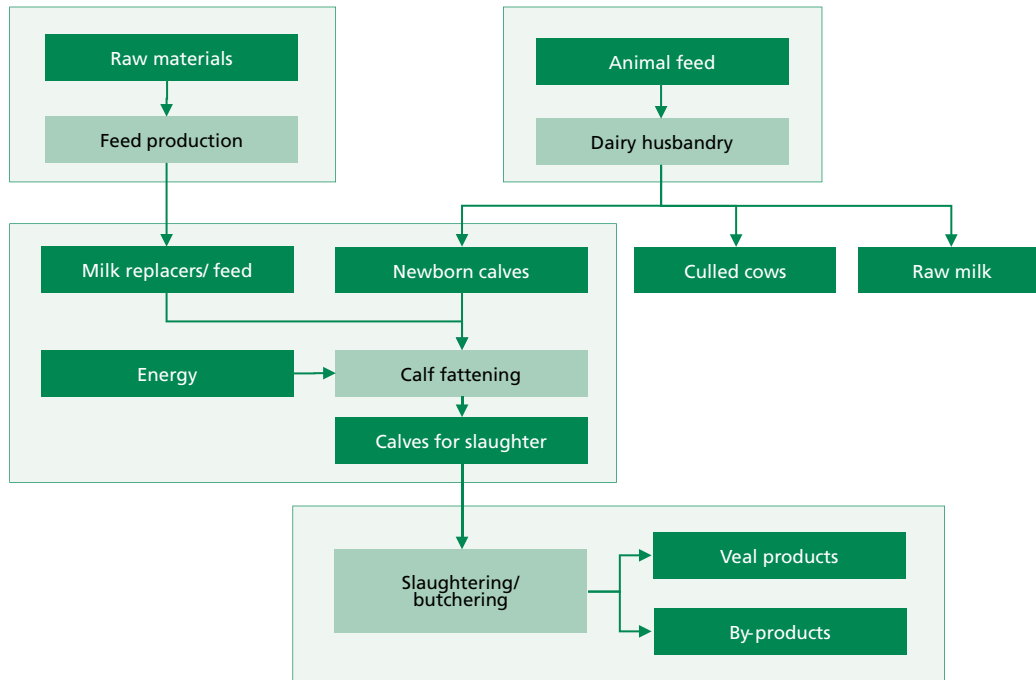 Raw materials
Animal feed
Feed production
Dairy husbandry
Milk replacers/ feed
Newborn calves
Culled cows
Raw milk
Energy
Calf fattening
Calves for slaughter
Slaughtering/
butchering
Veal products
By-products